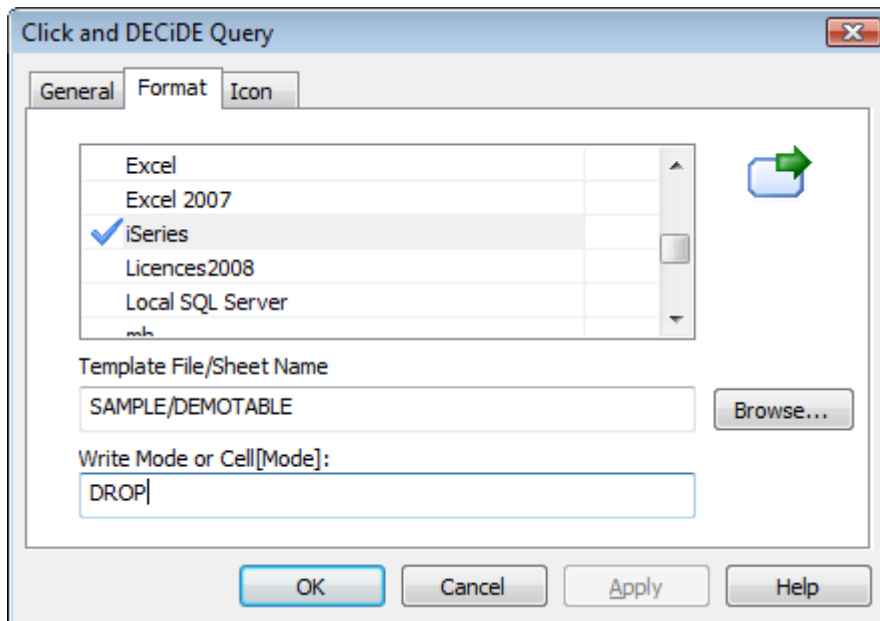 Click and DECiDE Query
General Format Icon
Excel
Excel 2007
iSeries
Licences2008
Local SQL Server
mb
Template File/Sheet Name
SAMPLE/DEMOTABLE
Browse...
Write Mode or Cell[Mode]:
DROP
OK Cancel Apply Help